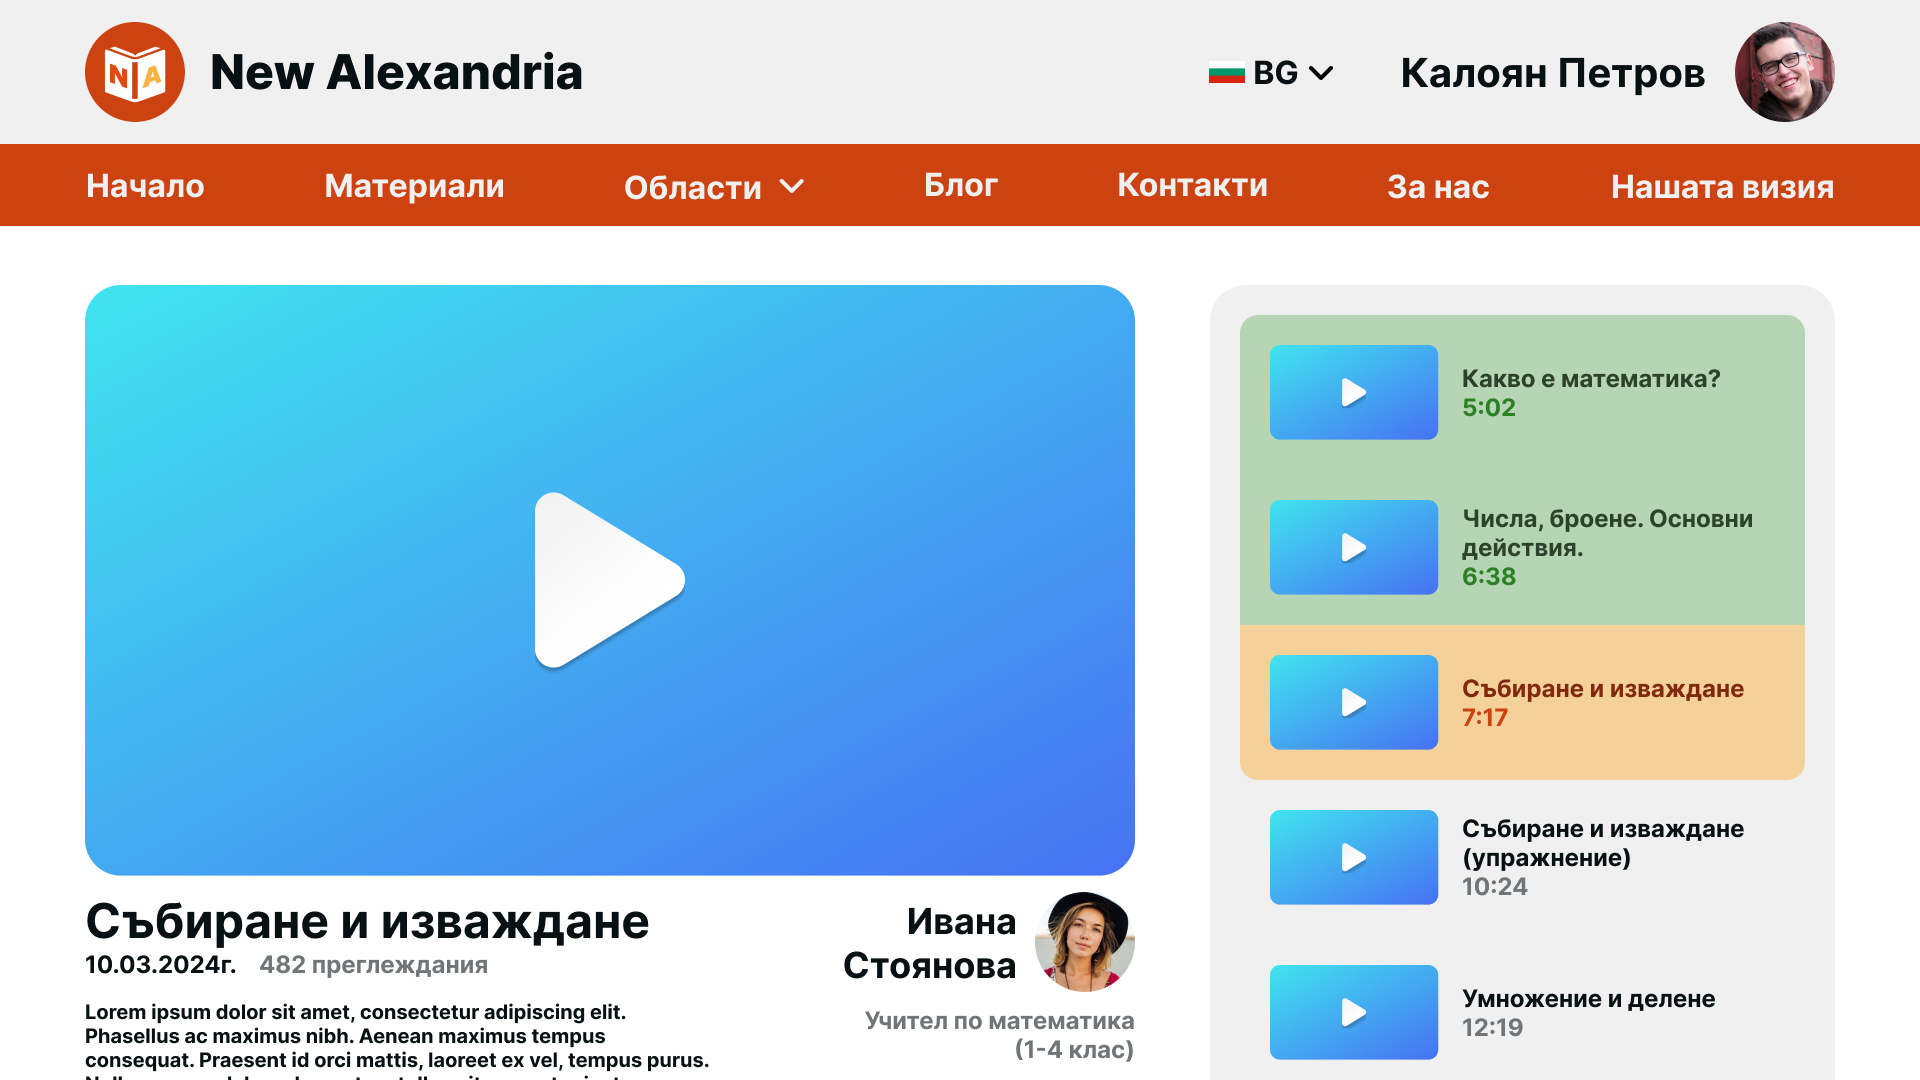 NA
New Alexandria
BG
Калоян Петров
Начало
Материали
Области
Блог
Контакти
За нас
Нашата визия
Събиране и изваждане
10.03.2024г.
482 преглеждания
Lorem ipsum dolor sit amet, consectetur adipiscing elit.
Phasellus ac maximus nibh. Aenean maximus tempus
consequat. Praesent id orci mattis, laoreet ex vel, tempus purus.
Ивана
Стоянова
Учител по математика
(1-4 клас)
Какво е математика?
5:02
Числа, броене. Основни
действия.
6:38
Събиране и изваждане
7:17
Събиране и изваждане
(упражнение)
10:24
Умножение и делене
12:19